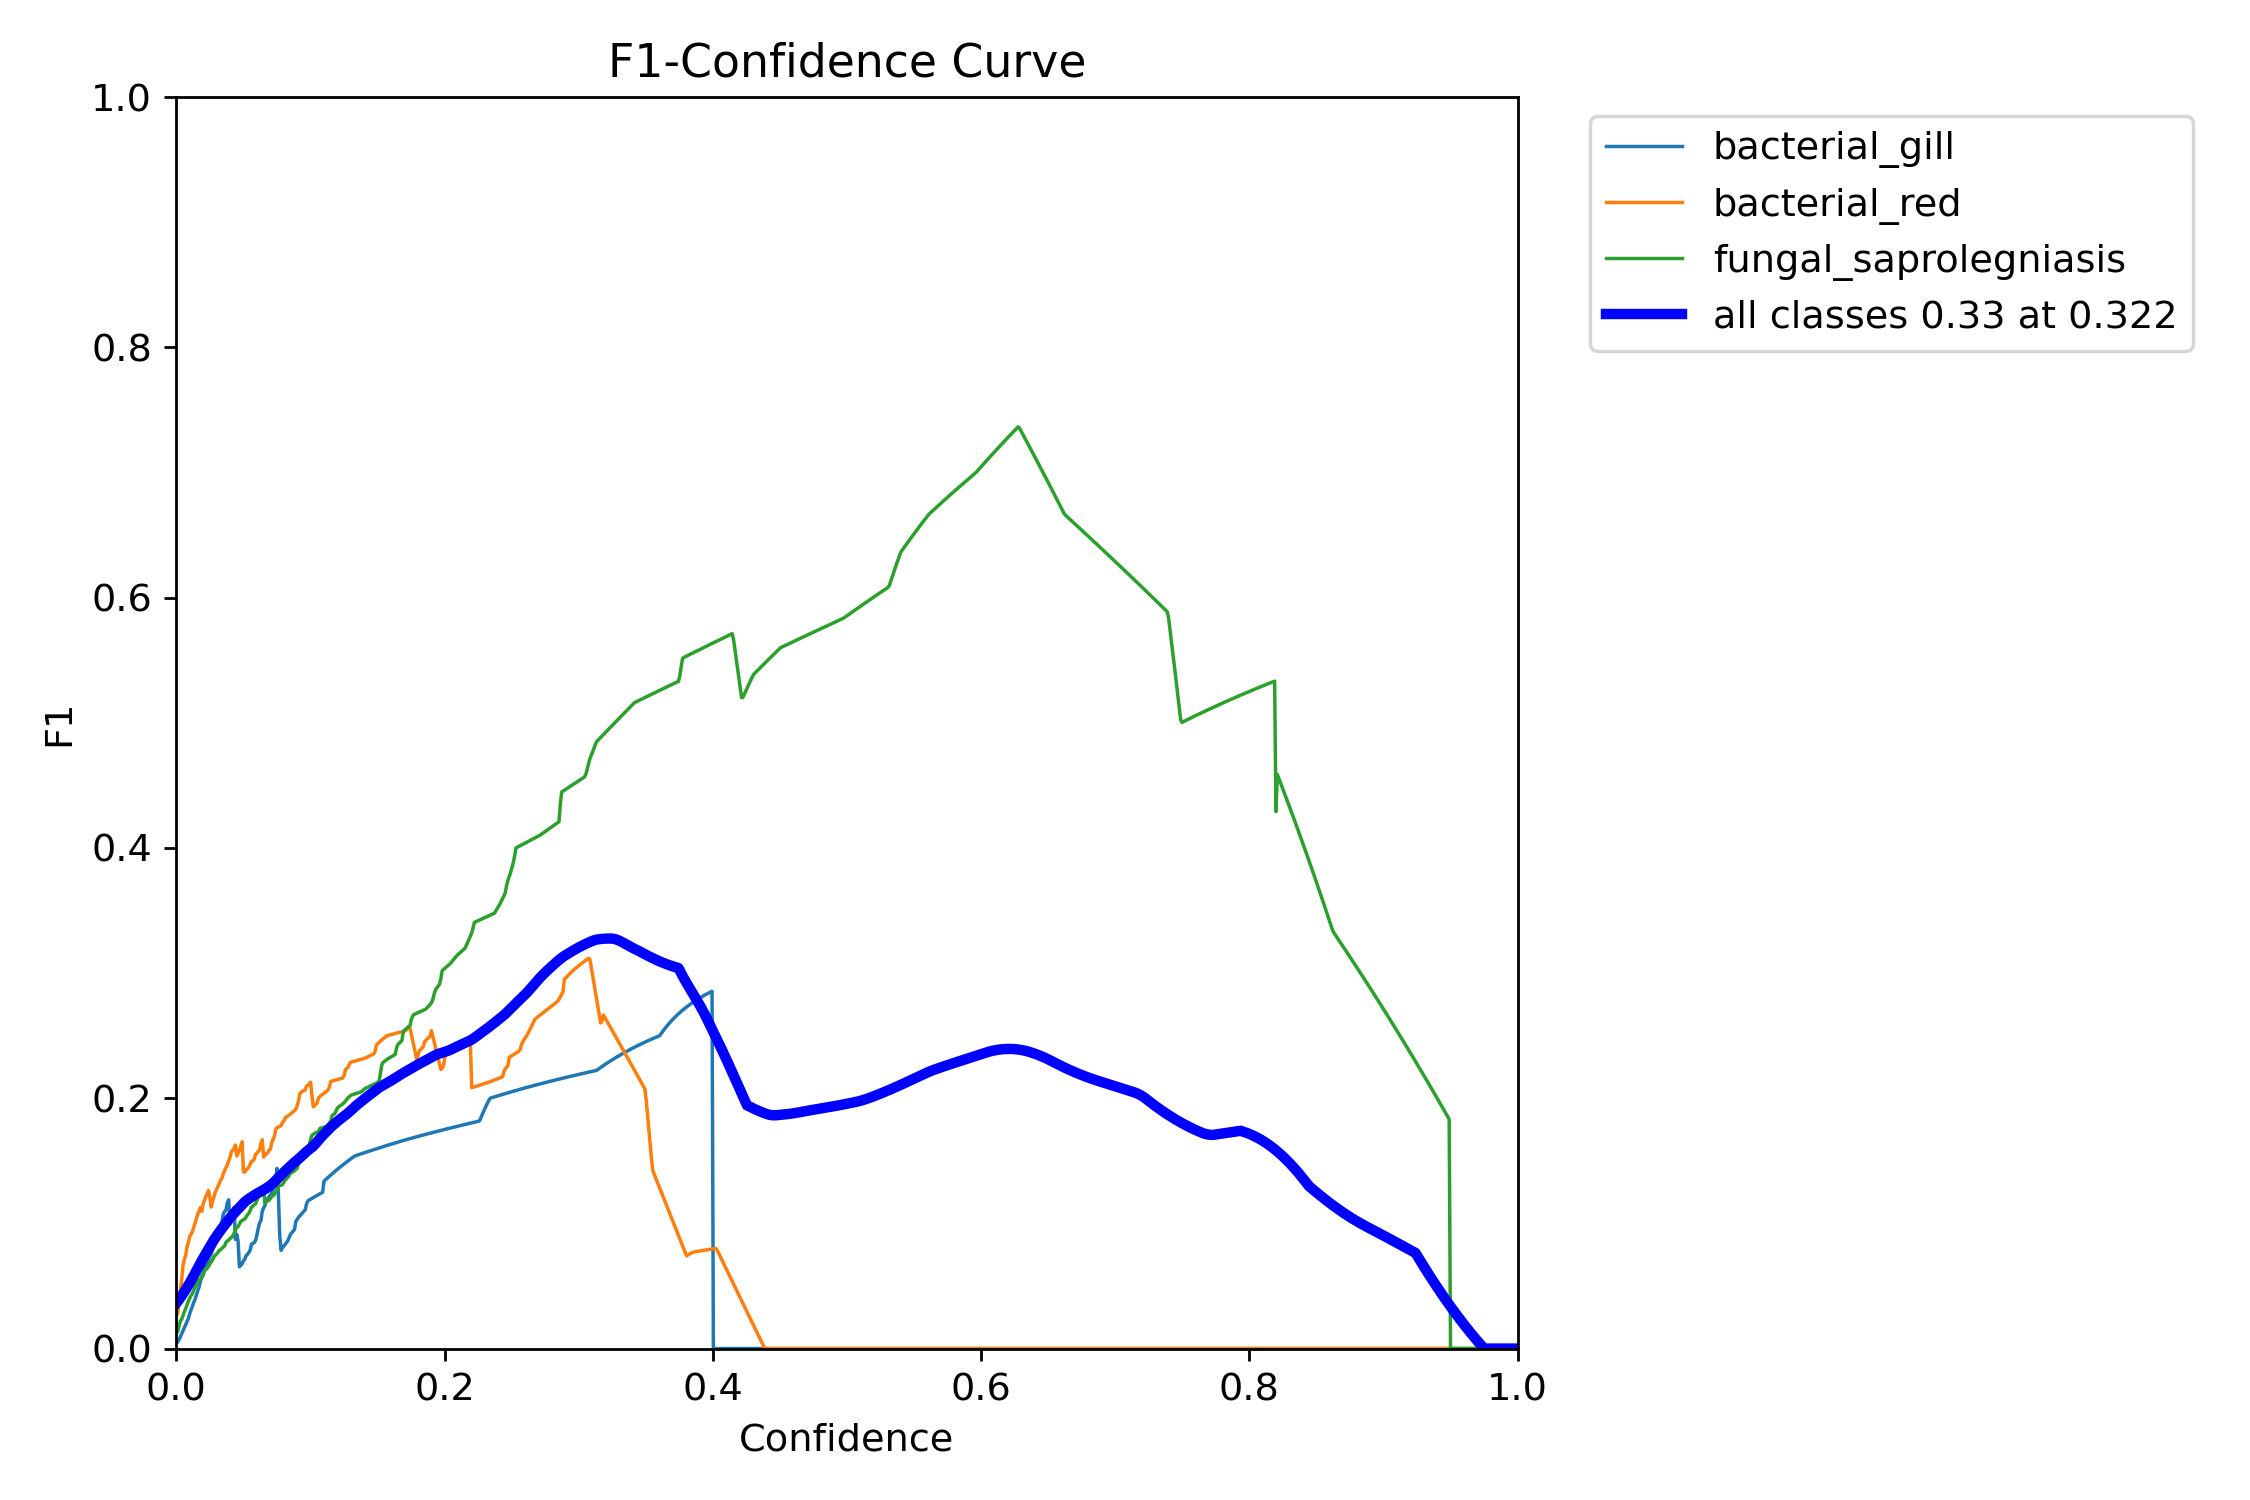 F1-Confidence Curve
1.0
0.8
0.6
0.4
0.2
0.0
F1
0.0 0.2 0.4 0.6 0.8 1.0
Confidence
bacterial_gill
bacterial_red
fungal_saprolegniasis
all classes 0.33 at 0.322